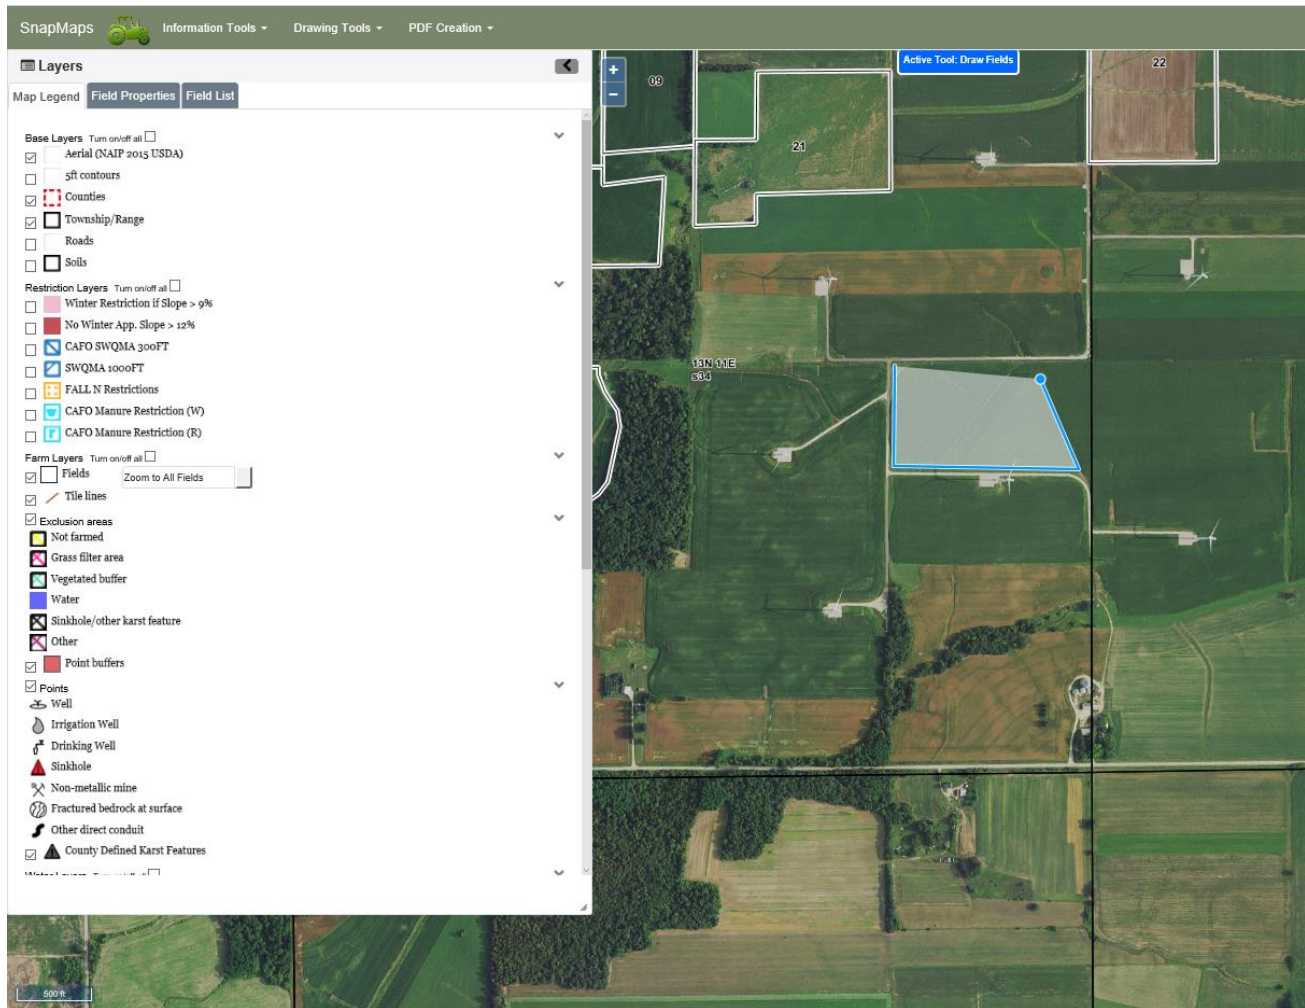 SnapMaps Information Tools Drawing Tools PDF Creation
Layers
Map Legend Field Properties Field List
Base Layers Turn on/off all
Aerial (NAIP 2015 USDA)
5ft contours
Counties
Township/Range
Roads
Soils
Restriction Layers Turn on/off all
Winter Restriction if Slope > 9%
No Winter App. Slope > 12%
CAFO SWQMA 300FT
SWQMA 1000FT
FALL N Restrictions
CAFO Manure Restriction (W)
CAFO Manure Restriction (R)
Farm Layers Turn on/off all
Fields Zoom to All Fields
Tile lines
Exclusion areas
Not farmed
Grass filter area
Vegetated buffer
Water
Sinkhole/other karst feature
Other
Point buffers
Points
Well
Irrigation Well
Drinking Well
Sinkhole
Non-metallic mine
Fractured bedrock at surface
Other direct conduit
County Defined Karst Features
Water Layers Turn on/off all
+
−
Active Tool: Draw Fields
09
21
22
13N 11E
s34
500 ft